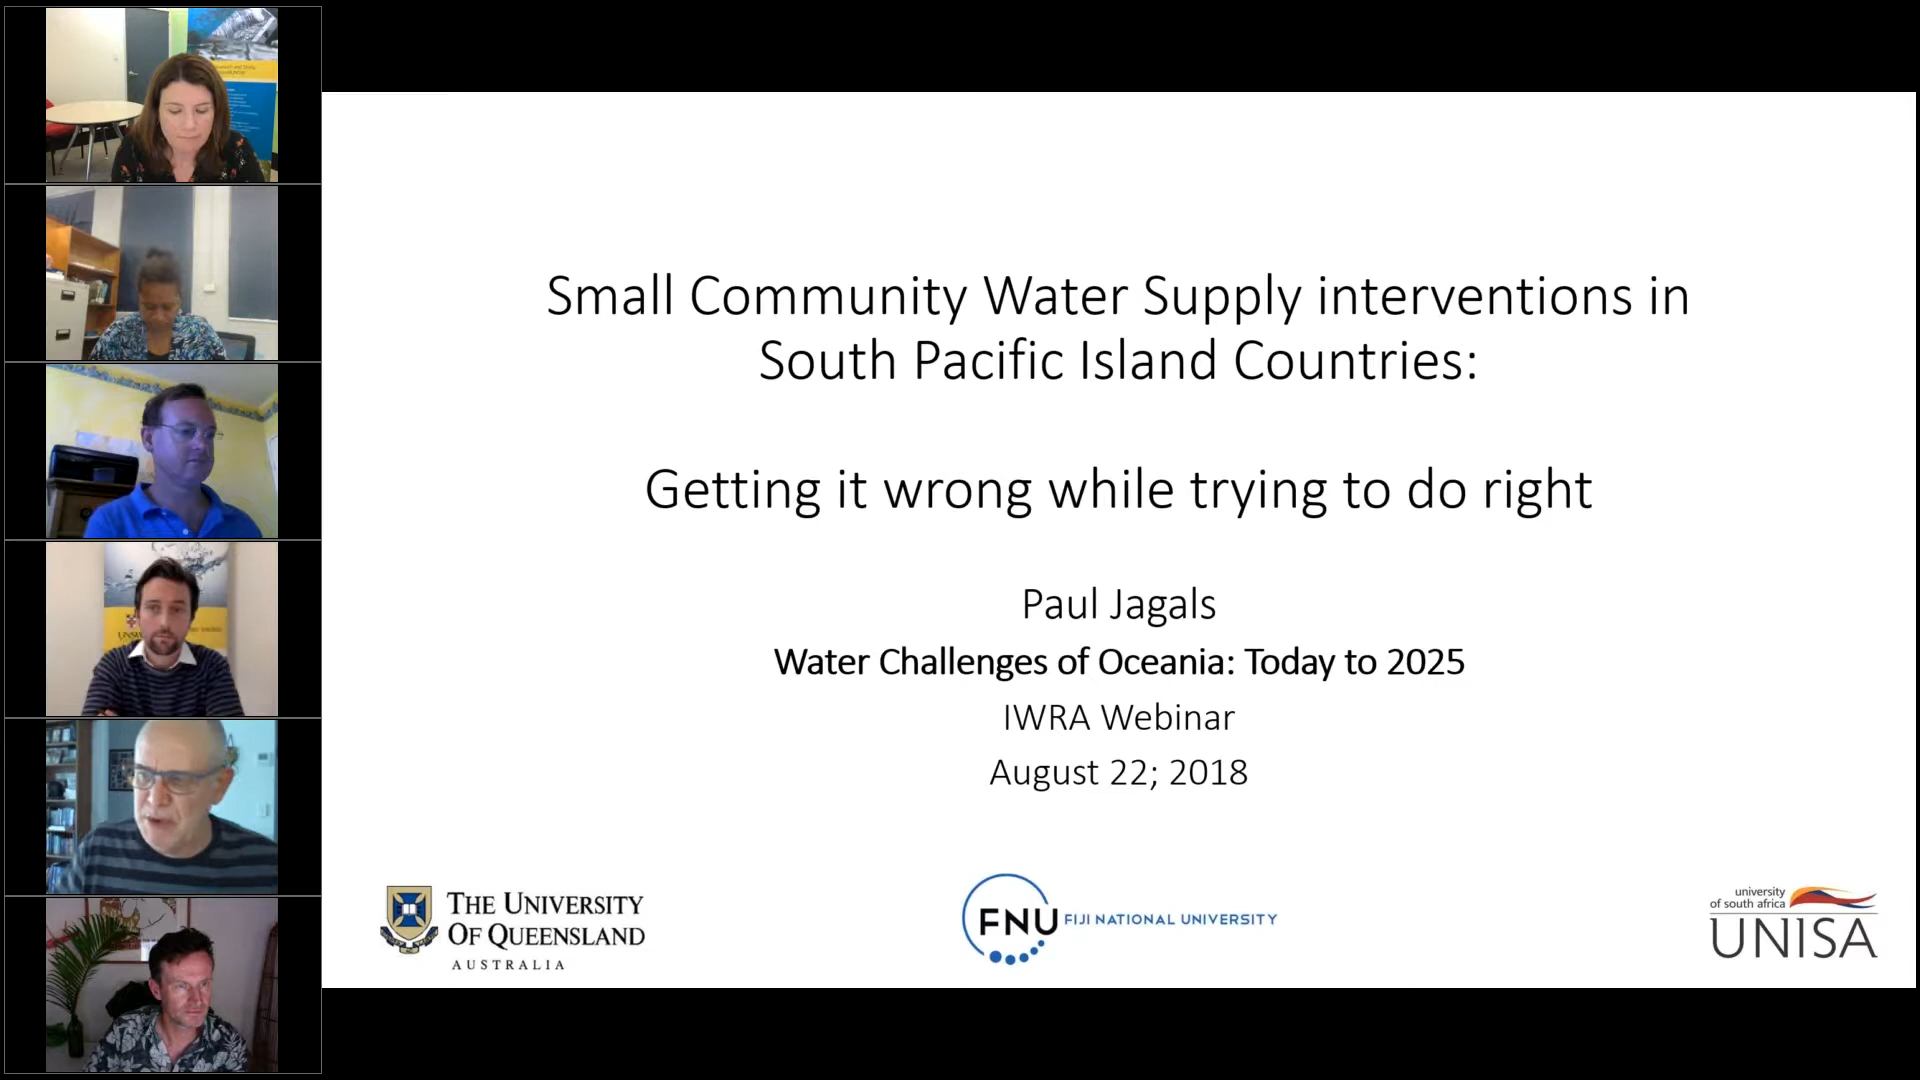 Small Community Water Supply interventions in
South Pacific Island Countries:
Getting it wrong while trying to do right
Paul Jagals
Water Challenges of Oceania: Today to 2025
IWRA Webinar
August 22; 2018
THE UNIVERSITY
OF QUEENSLAND
AUSTRALIA
FNU FIJI NATIONAL UNIVERSITY
university
of south africa
UNISA